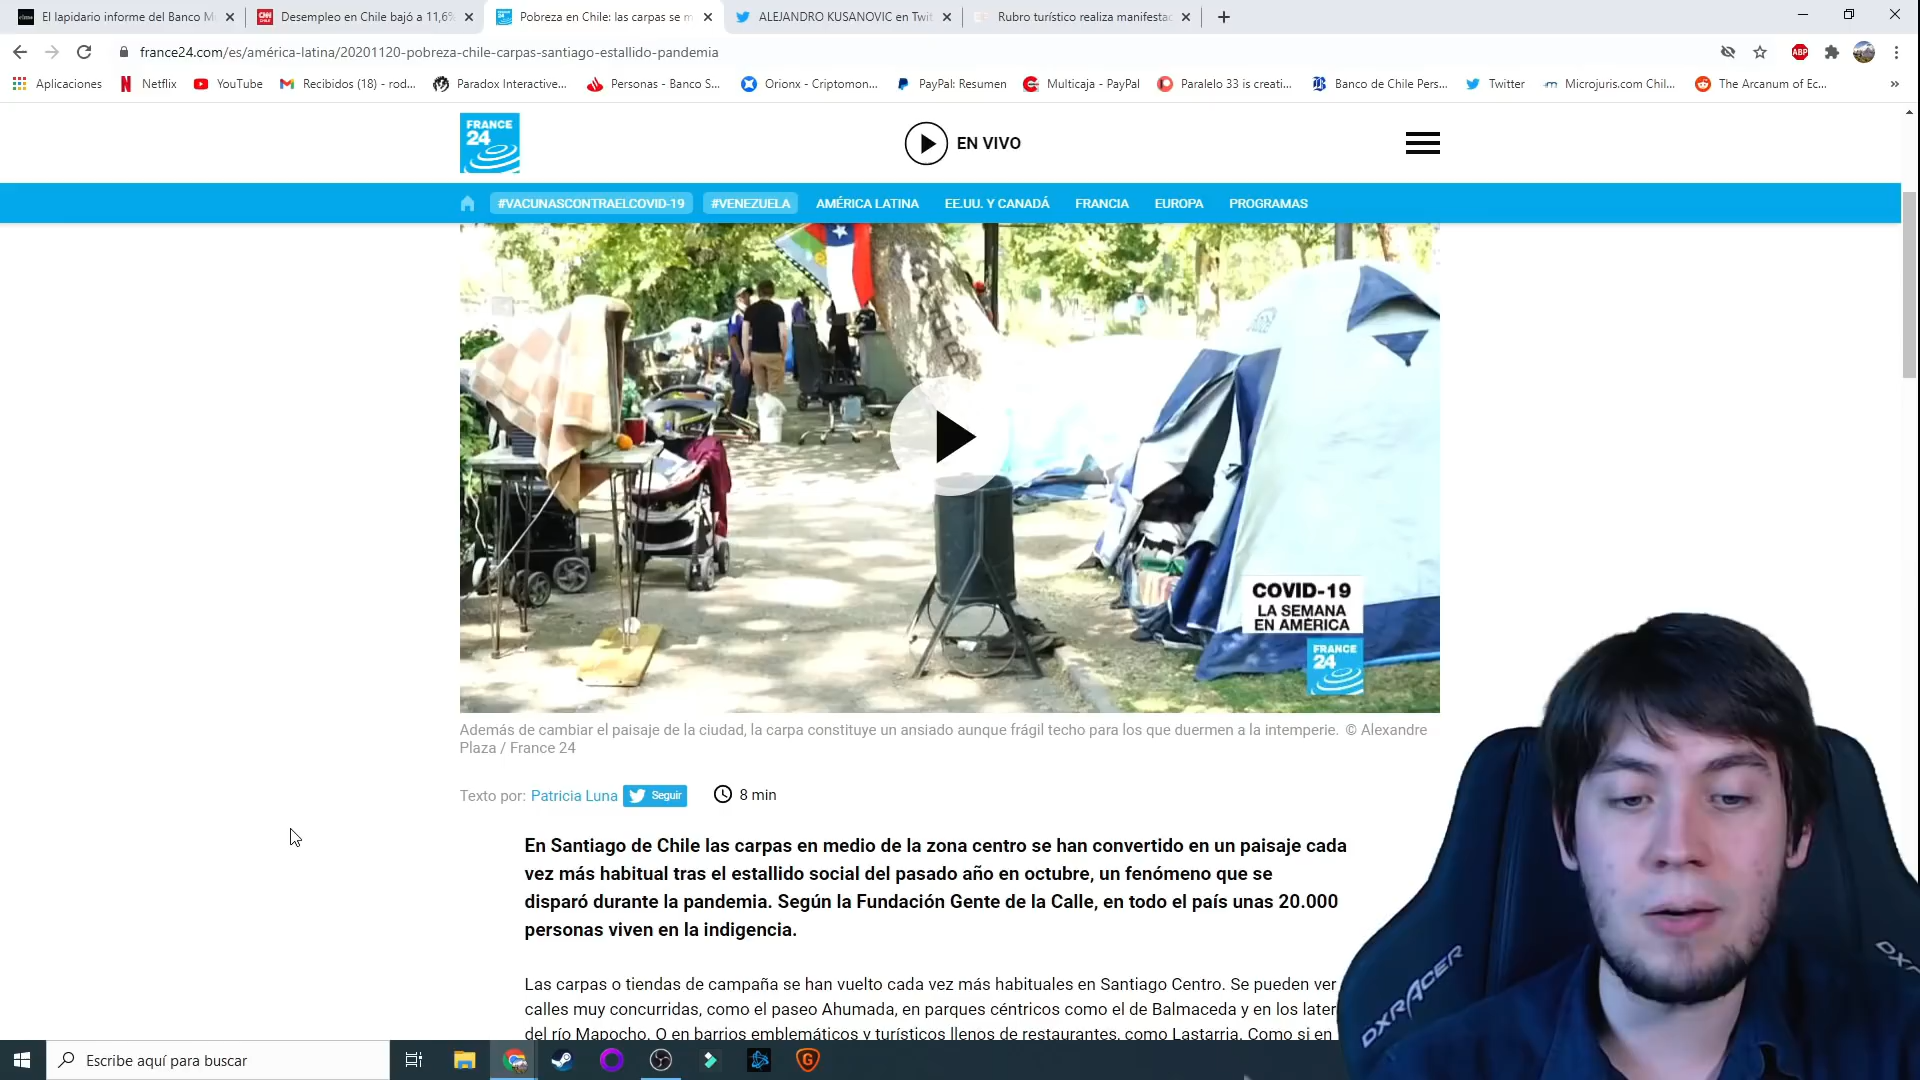 El lapidario informe del Banco M
Desempleo en Chile bajó a 11,6%
Pobreza en Chile: las carpas se m
ALEJANDRO KUSANOVIC en Twit
Rubro turístico realiza manifestac
france24.com/es/américa-latina/20201120-pobreza-chile-carpas-santiago-estallido-pandemia
ABP
Aplicaciones
Netflix
YouTube
Recibidos (18) - rod...
Paradox Interactive...
Personas - Banco S...
Orionx - Criptomon...
PayPal: Resumen
Multicaja - PayPal
Paralelo 33 is creati...
Banco de Chile Pers...
Twitter
Microjuris.com Chil...
The Arcanum of Ec...
FRANCE
24
EN VIVO
#VACUNASCONTRAELCOVID-19
#VENEZUELA
AMÉRICA LATINA
EE.UU. Y CANADÁ
FRANCIA
EUROPA
PROGRAMAS
COVID-19
LA SEMANA
EN AMÉRICA
FRANCE
24
Además de cambiar el paisaje de la ciudad, la carpa constituye un ansiado aunque frágil techo para los que duermen a la intemperie. © Alexandre
Plaza / France 24
Texto por: Patricia Luna Seguir 8 min
En Santiago de Chile las carpas en medio de la zona centro se han convertido en un paisaje cada
vez más habitual tras el estallido social del pasado año en octubre, un fenómeno que se
disparó durante la pandemia. Según la Fundación Gente de la Calle, en todo el país unas 20.000
personas viven en la indigencia.
Las carpas o tiendas de campaña se han vuelto cada vez más habituales en Santiago Centro. Se pueden ver
calles muy concurridas, como el paseo Ahumada, en parques céntricos como el de Balmaceda y en los later
del río Mapocho. O en barrios emblemáticos y turísticos llenos de restaurantes, como Lastarria. Como si en
DXRACER
DX
Escribe aquí para buscar